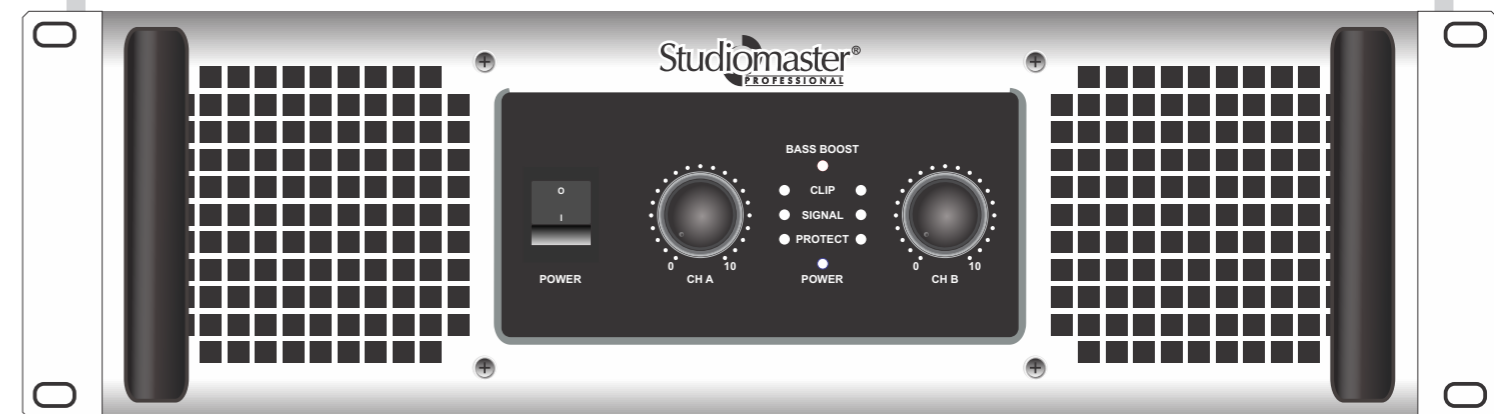 Studiomaster®
PROFESSIONAL
BASS BOOST
O
CLIP
I
SIGNAL
PROTECT
0 10
0 10
POWER
CH A
POWER
CH B